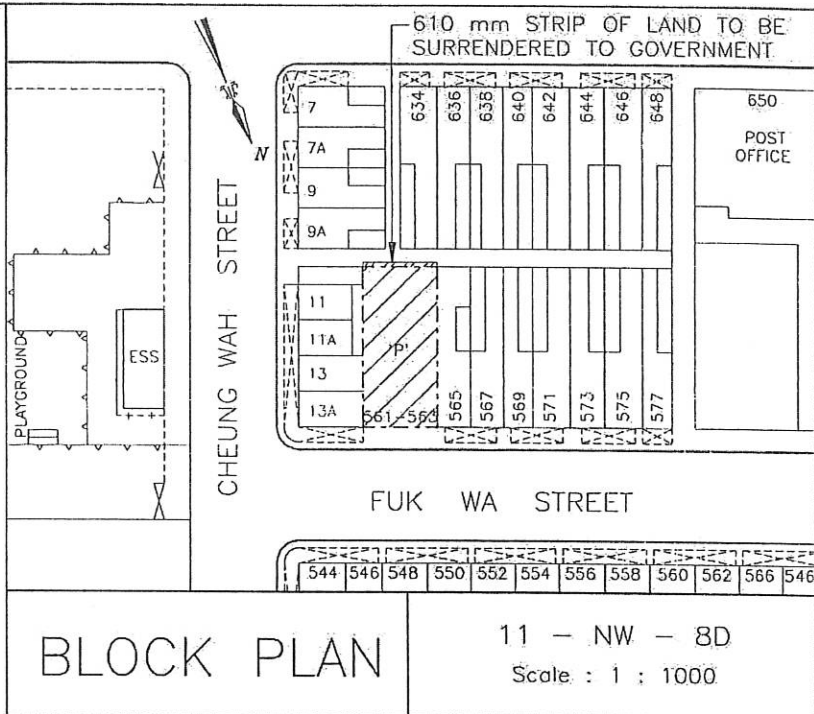 610 mm STRIP OF LAND TO BE
SURRENDERED TO GOVERNMENT
N
7
7A
9
9A
634
636
638
640
642
644
646
648
650
POST
OFFICE
CHEUNG WAH STREET
PLAYGROUND
ESS
11
11A
13
13A
'P'
561-563
565
567
569
571
573
575
577
FUK WA STREET
544 546 548 550 552 554 556 558 560 562 566 546
BLOCK PLAN
11 - NW - 8D
Scale : 1 : 1000